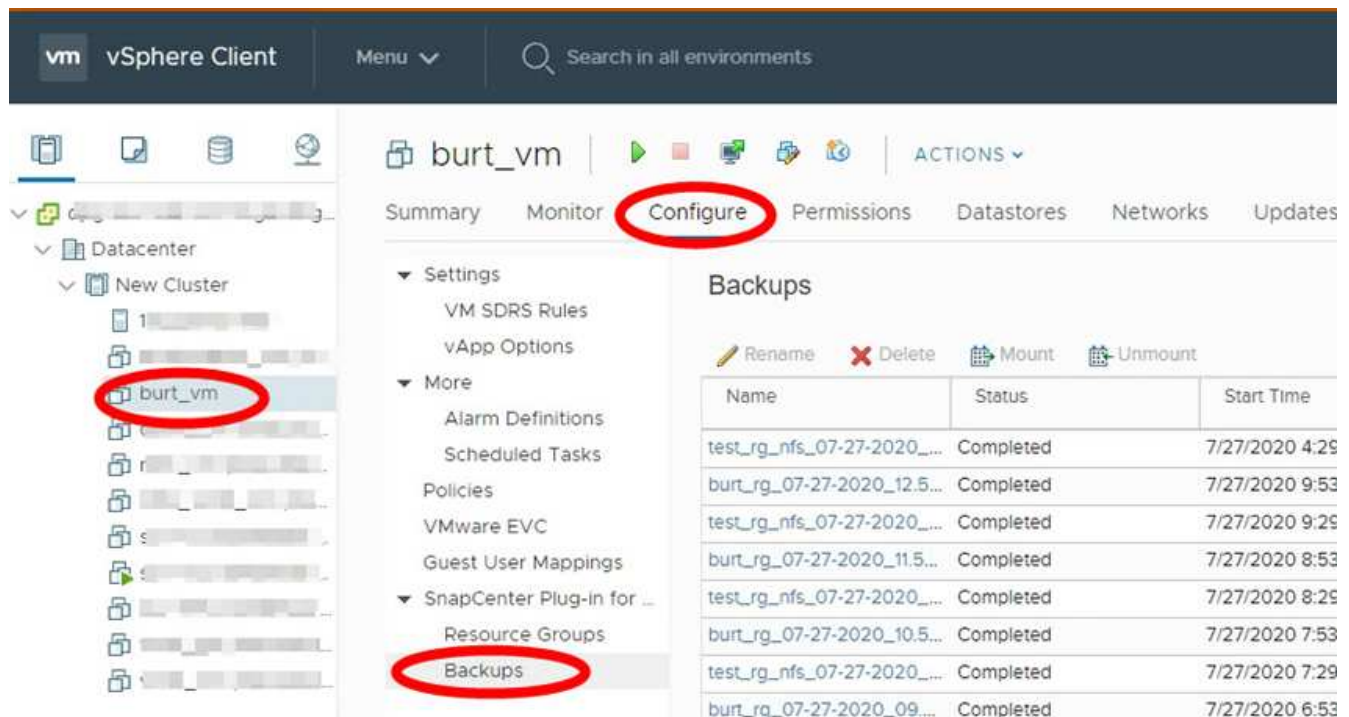 vm vSphere Client Menu Search in all environments
burt_vm ACTIONS
Summary Monitor Configure Permissions Datastores Networks Updates
Datacenter
New Cluster
burt_vm
Settings
VM SDRS Rules
vApp Options
More
Alarm Definitions
Scheduled Tasks
Policies
VMware EVC
Guest User Mappings
SnapCenter Plug-in for ...
Resource Groups
Backups
Backups
Rename Delete Mount Unmount
Name Status Start Time
test_rg_nfs_07-27-2020_... Completed 7/27/2020 4:29
burt_rg_07-27-2020_12.5... Completed 7/27/2020 9:53
test_rg_nfs_07-27-2020_... Completed 7/27/2020 9:29
burt_rg_07-27-2020_11.5... Completed 7/27/2020 8:53
test_rg_nfs_07-27-2020_... Completed 7/27/2020 8:29
burt_rg_07-27-2020_10.5... Completed 7/27/2020 7:53
test_rg_nfs_07-27-2020_... Completed 7/27/2020 7:29
burt_rg_07-27-2020_09.... Completed 7/27/2020 6:53